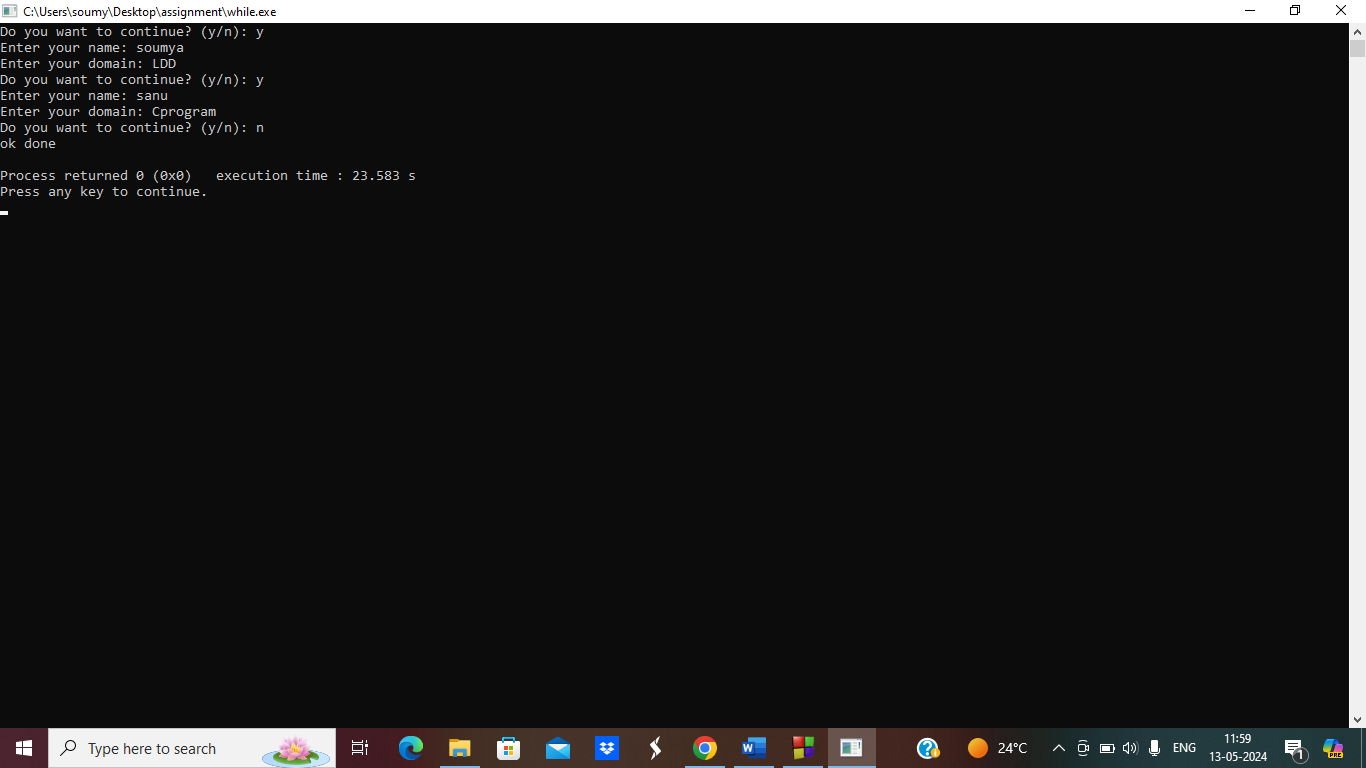 C:\Users\soumy\Desktop\assignment\while.exe
Do you want to continue? (y/n): y
Enter your name: soumya
Enter your domain: LDD
Do you want to continue? (y/n): y
Enter your name: sanu
Enter your domain: Cprogram
Do you want to continue? (y/n): n
ok done
Process returned 0 (0x0)   execution time : 23.583 s
Press any key to continue.
Type here to search
24°C
ENG
11:59
13-05-2024
1
PRE